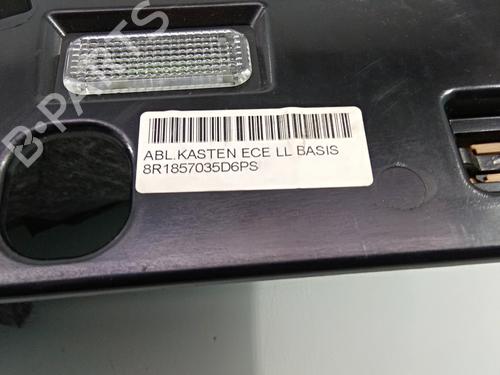 B-PARTS
ABL.KASTEN ECE LL BASIS
8R1857035D6PS